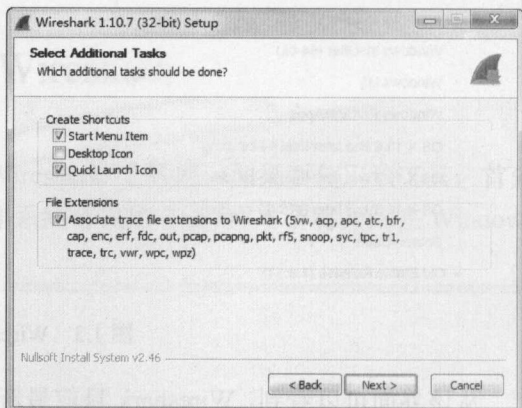 Wireshark 1.10.7 (32-bit) Setup
Select Additional Tasks
Which additional tasks should be done?
Create Shortcuts
Start Menu Item
Desktop Icon
Quick Launch Icon
File Extensions
Associate trace file extensions to Wireshark (5vw, acp, apc, atc, bfr,
cap, enc, erf, fdc, out, pcap, pcapng, pkt, rf5, snoop, syc, tpc, tr1,
trace, trc, vwr, wpc, wpz)
Nullsoft Install System v2.46
< Back
Next >
Cancel